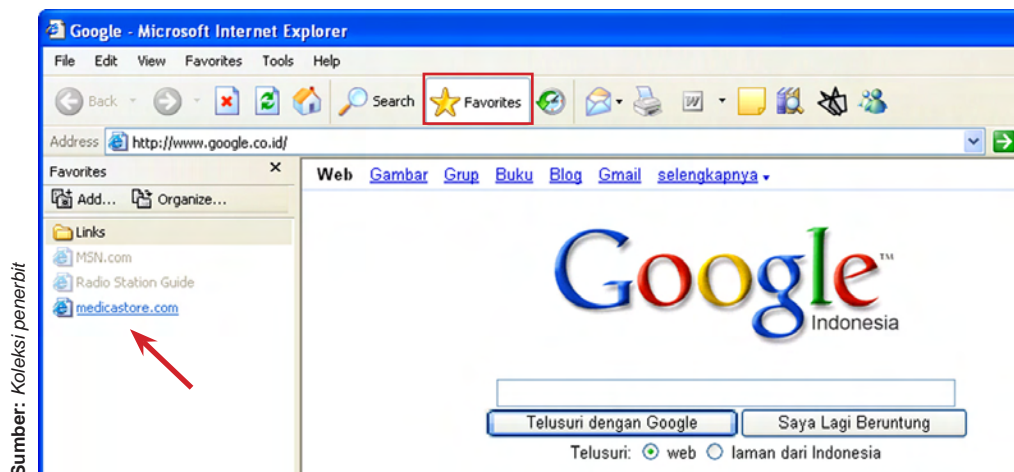 Google - Microsoft Internet Explorer
File Edit View Favorites Tools Help
Back Search Favorites
Address http://www.google.co.id/
Favorites
Add... Organize...
Links
MSN.com
Radio Station Guide
medicastore.com
Web Gambar Grup Buku Blog Gmail selengkapnya
Google™
Indonesia
Telusuri dengan Google Saya Lagi Beruntung
Telusuri: web laman dari Indonesia
Sumber: Koleksi penerbit